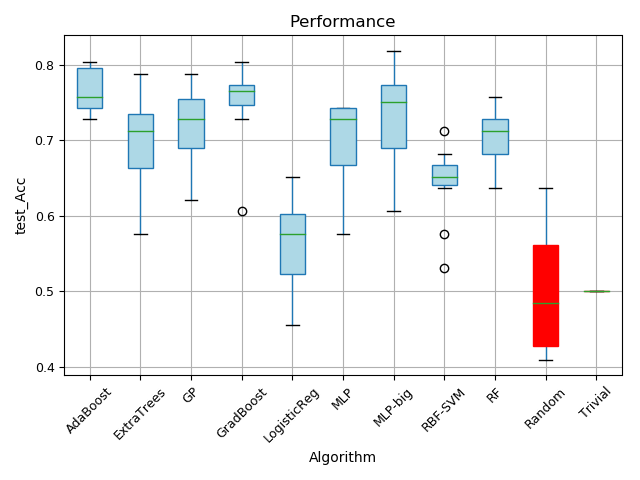 Performance
test_Acc
0.8
0.7
0.6
0.5
0.4
AdaBoost
ExtraTrees
GP
GradBoost
LogisticReg
MLP
MLP-big
RBF-SVM
RF
Random
Trivial
Algorithm